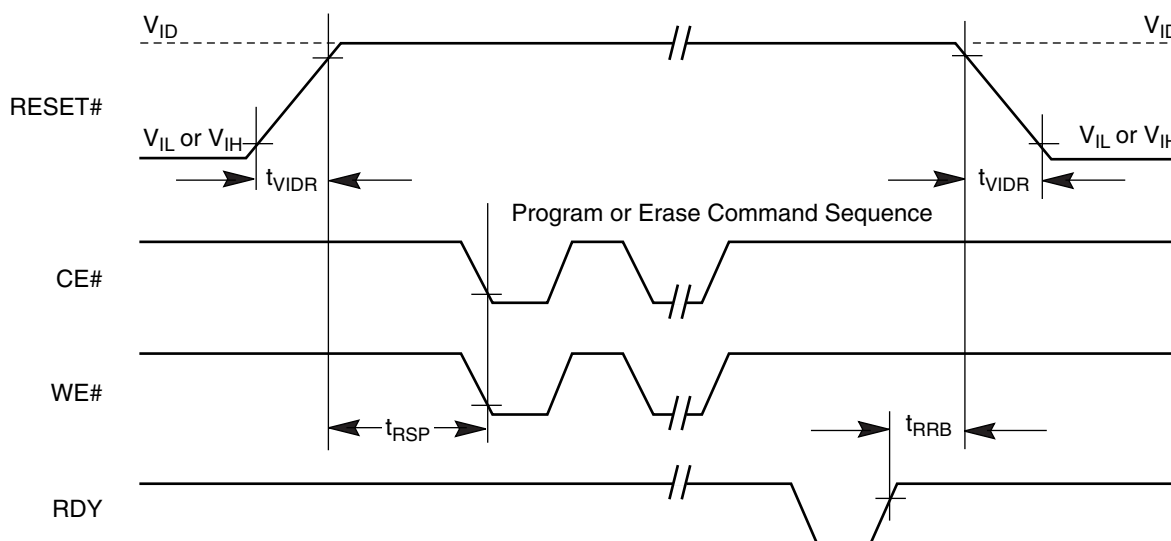 VID VID
RESET#
VIL or VIH VIL or VIH
tVIDR tVIDR
Program or Erase Command Sequence
CE#
WE#
tRSP tRRB
RDY